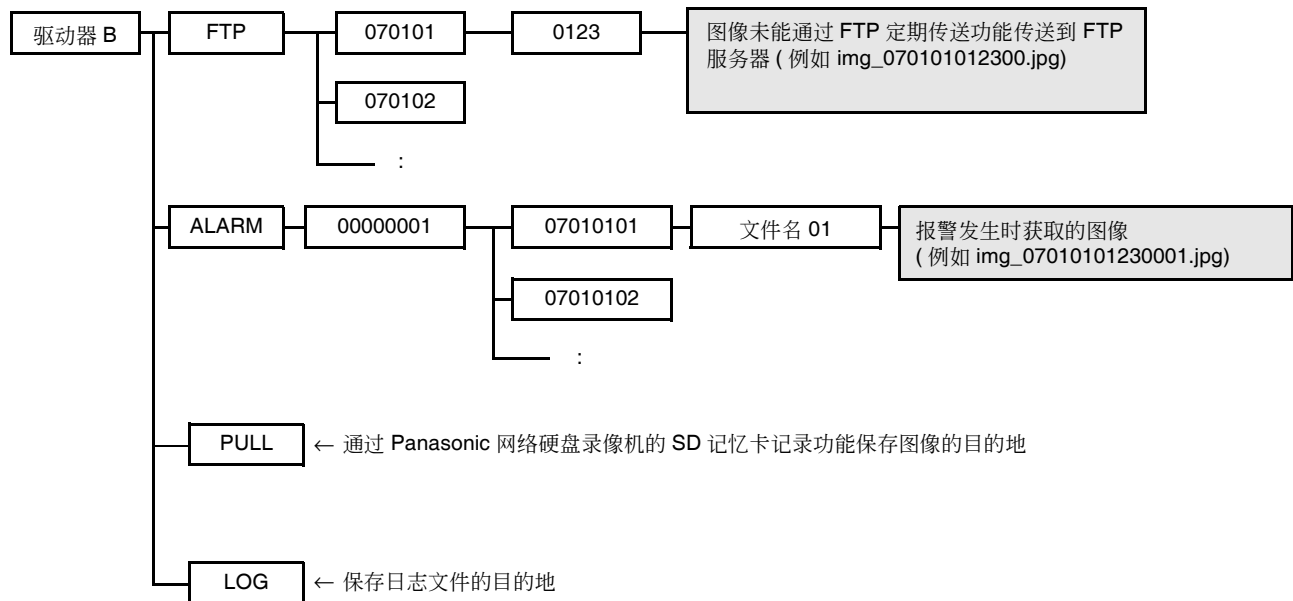 驱动器 B
FTP
070101
0123
图像未能通过 FTP 定期传送功能传送到 FTP
服务器 ( 例如 img_070101012300.jpg)
070102
:
ALARM
00000001
07010101
文件名 01
报警发生时获取的图像
( 例如 img_07010101230001.jpg)
07010102
:
PULL
← 通过 Panasonic 网络硬盘录像机的 SD 记忆卡记录功能保存图像的目的地
LOG
← 保存日志文件的目的地